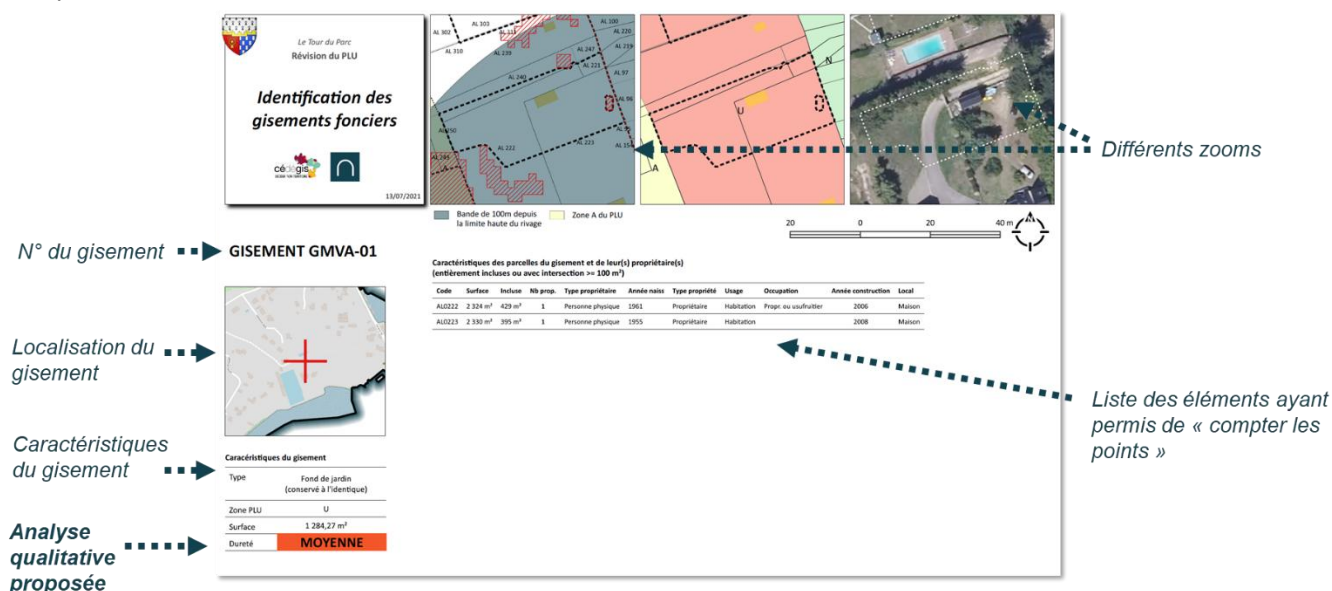 Le Tour du Parc
Révision du PLU
Identification des
gisements fonciers
cédegis
13/07/2021
AL 302
AL 303
AL 310
AL 239
AL 240
AL 247
AL 221
AL 220
AL 219
AL 97
AL 96
AL 222
AL 223
A
U
N
A
Différents zooms
Bande de 100m depuis
la limite haute du rivage
Zone A du PLU
20 0 20 40 m
N° du gisement
GISEMENT GMVA-01
Caractéristiques des parcelles du gisement et de leur(s) propriétaire(s)
(entièrement incluses ou avec intersection >= 100 m²)
Code Surface Incluse Nb prop. Type propriétaire Année naiss Type propriété Usage Occupation Année construction Local
AL0222 2 324 m² 429 m² 1 Personne physique 1961 Propriétaire Habitation Propr. ou usufruitier 2006 Maison
AL0223 2 330 m² 395 m² 1 Personne physique 1955 Propriétaire Habitation 2008 Maison
Localisation du
gisement
Liste des éléments ayant
permis de « compter les
points »
Caractéristiques
du gisement
Caracéristiques du gisement
Type Fond de jardin
(conservé à l'identique)
Zone PLU U
Surface 1 284,27 m²
Dureté MOYENNE
Analyse
qualitative
proposée